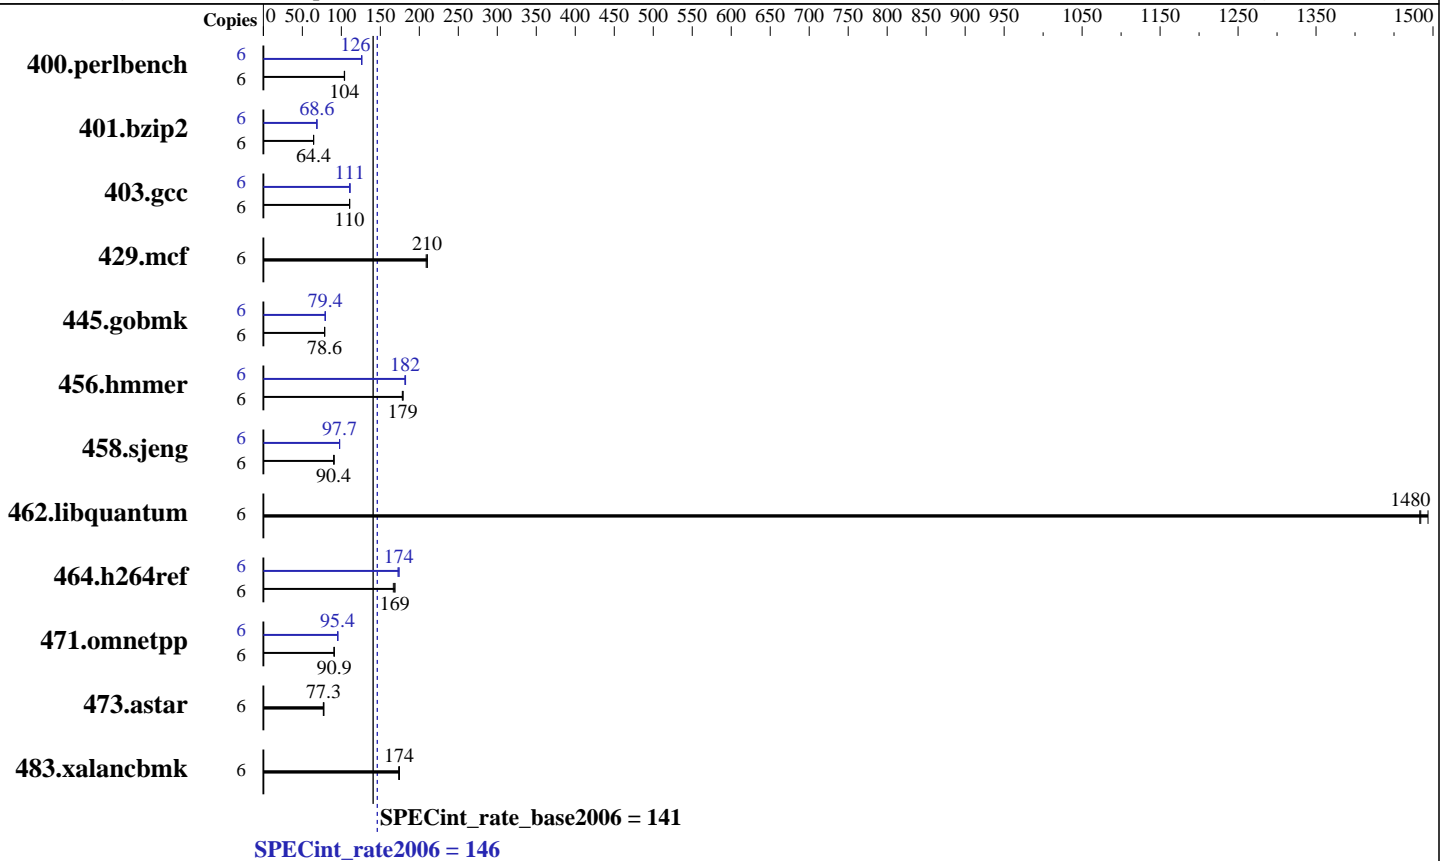 Copies 0 50.0 100 150 200 250 300 350 400 450 500 550 600 650 700 750 800 850 900 950 1050 1150 1250 1350 1500
400.perlbench 6 126
6 104
401.bzip2 6 68.6
6 64.4
403.gcc 6 111
6 110
429.mcf 6 210
445.gobmk 6 79.4
6 78.6
456.hmmer 6 182
6 179
458.sjeng 6 97.7
6 90.4
462.libquantum 6 1480
464.h264ref 6 174
6 169
471.omnetpp 6 95.4
6 90.9
473.astar 6 77.3
483.xalancbmk 6 174
SPECint_rate_base2006 = 141
SPECint_rate2006 = 146